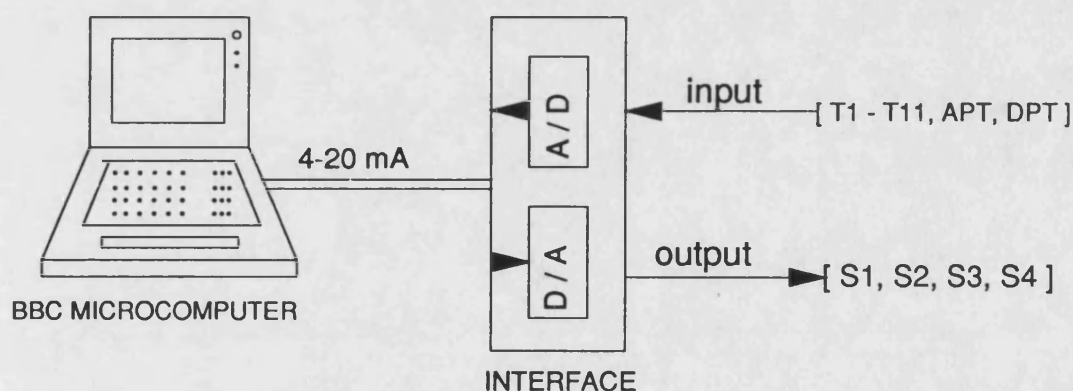 4-20 mA
A / D
input
[ T1 - T11, APT, DPT ]
D / A
output
[ S1, S2, S3, S4 ]
BBC MICROCOMPUTER
INTERFACE